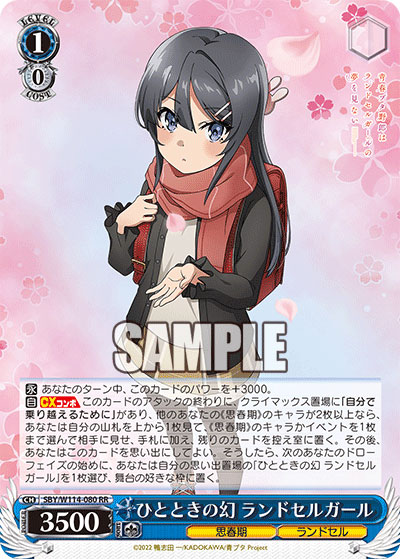 LEVEL
1
0
COST
青春ブタ野郎は
ランドセルガールの
夢を見ない
SAMPLE
永 あなたのターン中、このカードのパワーを+3000。
自 CXコンボ このカードのアタックの終わりに、クライマックス置場に「自分で
乗り越えるために」があり、他のあなたの《思春期》のキャラが2枚以上なら、
あなたは自分の山札を上から1枚見て、《思春期》のキャラかイベントを1枚
まで選んで相手に見せ、手札に加え、残りのカードを控え室に置く。その後、
あなたはこのカードを思い出にしてよい。そうしたら、次のあなたのドロー
フェイズの始めに、あなたは自分の思い出置場の「ひとときの幻 ランドセル
ガール」を1枚選び、舞台の好きな枠に置く。
CH SBY/W114-080 RR
3500
ひとときの幻 ランドセルガール
思春期
ランドセル
©2022 鴨志田 一/KADOKAWA/青ブタ Project